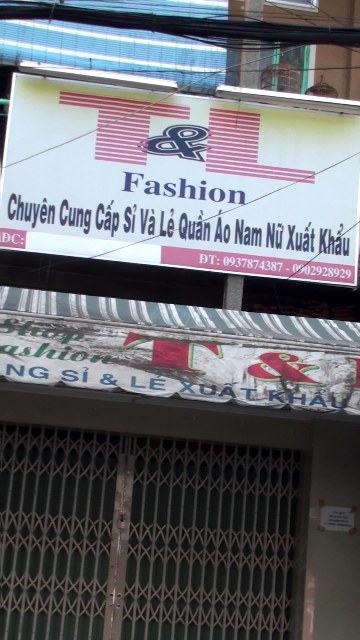 T&L
Fashion
Chuyên Cung Cấp Sỉ Và Lẻ Quần Áo Nam Nữ Xuất Khẩu
ĐC:
ĐT: 0937874387 - 0902928929
Shop
Fashion
T &
NG SỈ & LẺ XUẤT KHẨU